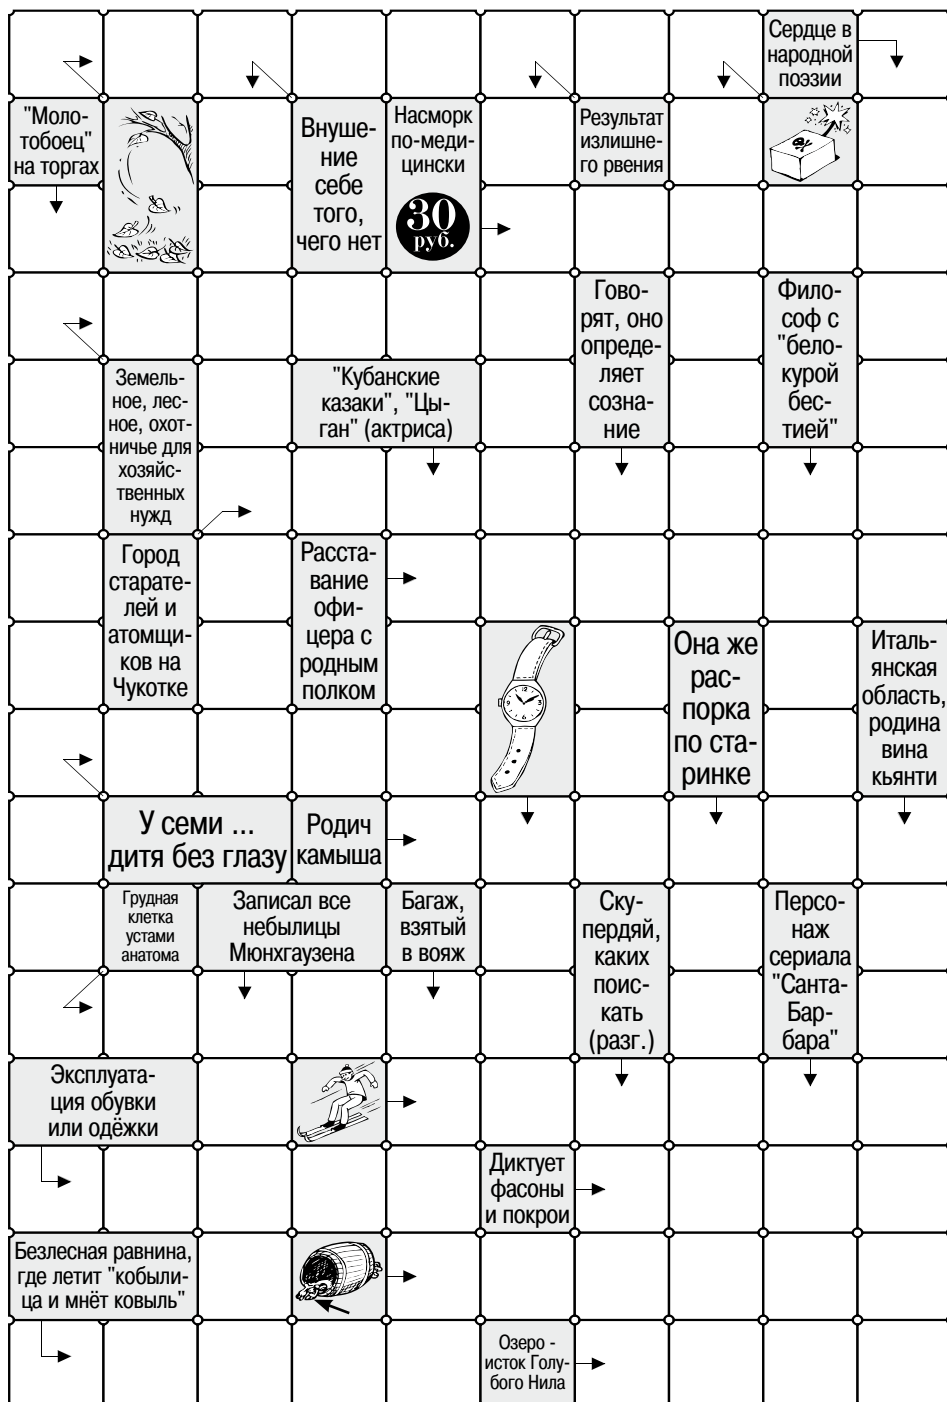 Сердце в
народной
поэзии
"Моло-
тобоец"
на торгах
Внуше-
ние
себе
того,
чего нет
Насморк
по-меди-
цински
30
руб.
Результат
излишне-
го рвения
Гово-
рят, оно
опреде-
ляет
созна-
ние
Фило-
соф с
"бело-
курой
бес-
тией"
Земель-
ное, лес-
ное, охот-
ничье для
хозяйс-
твенных
нужд
"Кубанские
казаки", "Цы-
ган" (актриса)
Город
старате-
лей и
атомщи-
ков на
Чукотке
Расста-
вание
офи-
цера с
родным
полком
12
3
6
9
Она же
рас-
порка
по ста-
ринке
Италь-
янская
область,
родина
вина
кьянти
У семи ...
дитя без глазу
Родич
камыша
Грудная
клетка
устами
анатома
Записал все
небылицы
Мюнхгаузена
Багаж,
взятый
в вояж
Ску-
пердяй,
каких
поис-
кать
(разг.)
Персо-
наж
сериала
"Санта-
Бар-
бара"
Эксплуата-
ция обувки
или одёжки
Диктует
фасоны
и покрои
Безлесная равнина,
где летит "кобыли-
ца и мнёт ковыль"
Озеро -
исток Голу-
бого Нила